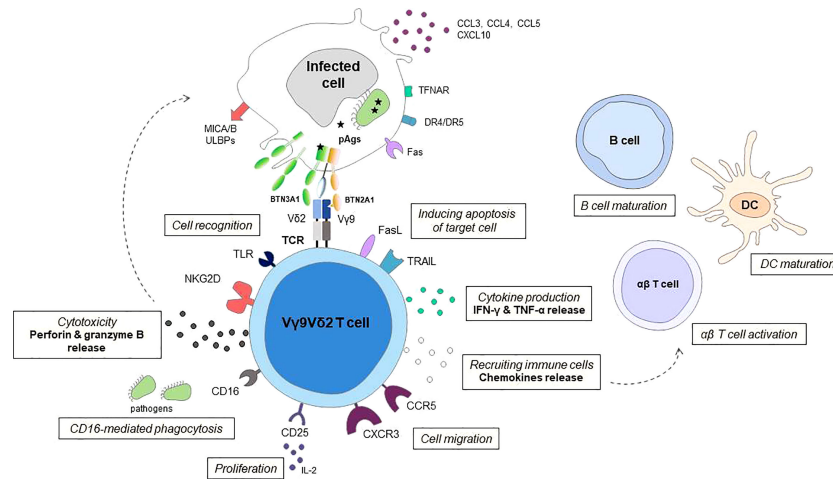 CCL3, CCL4, CCL5
CXCL10
Infected
cell
TFNAR
MICA/B
ULBPs
pAgs
DR4/DR5
Fas
B cell
BTN3A1
BTN2A1
DC
B cell maturation
Vδ2
Vγ9
Cell recognition
FasL
Inducing apoptosis
of target cell
TCR
TLR
TRAIL
DC maturation
NKG2D
αβ T cell
Cytotoxicity
Perforin & granzyme B
release
Vγ9Vδ2 T cell
Cytokine production
IFN-γ & TNF-α release
αβ T cell activation
Recruiting immune cells
Chemokines release
CD16
pathogens
CCR5
CD16-mediated phagocytosis
CD25
CXCR3
Cell migration
Proliferation
IL-2